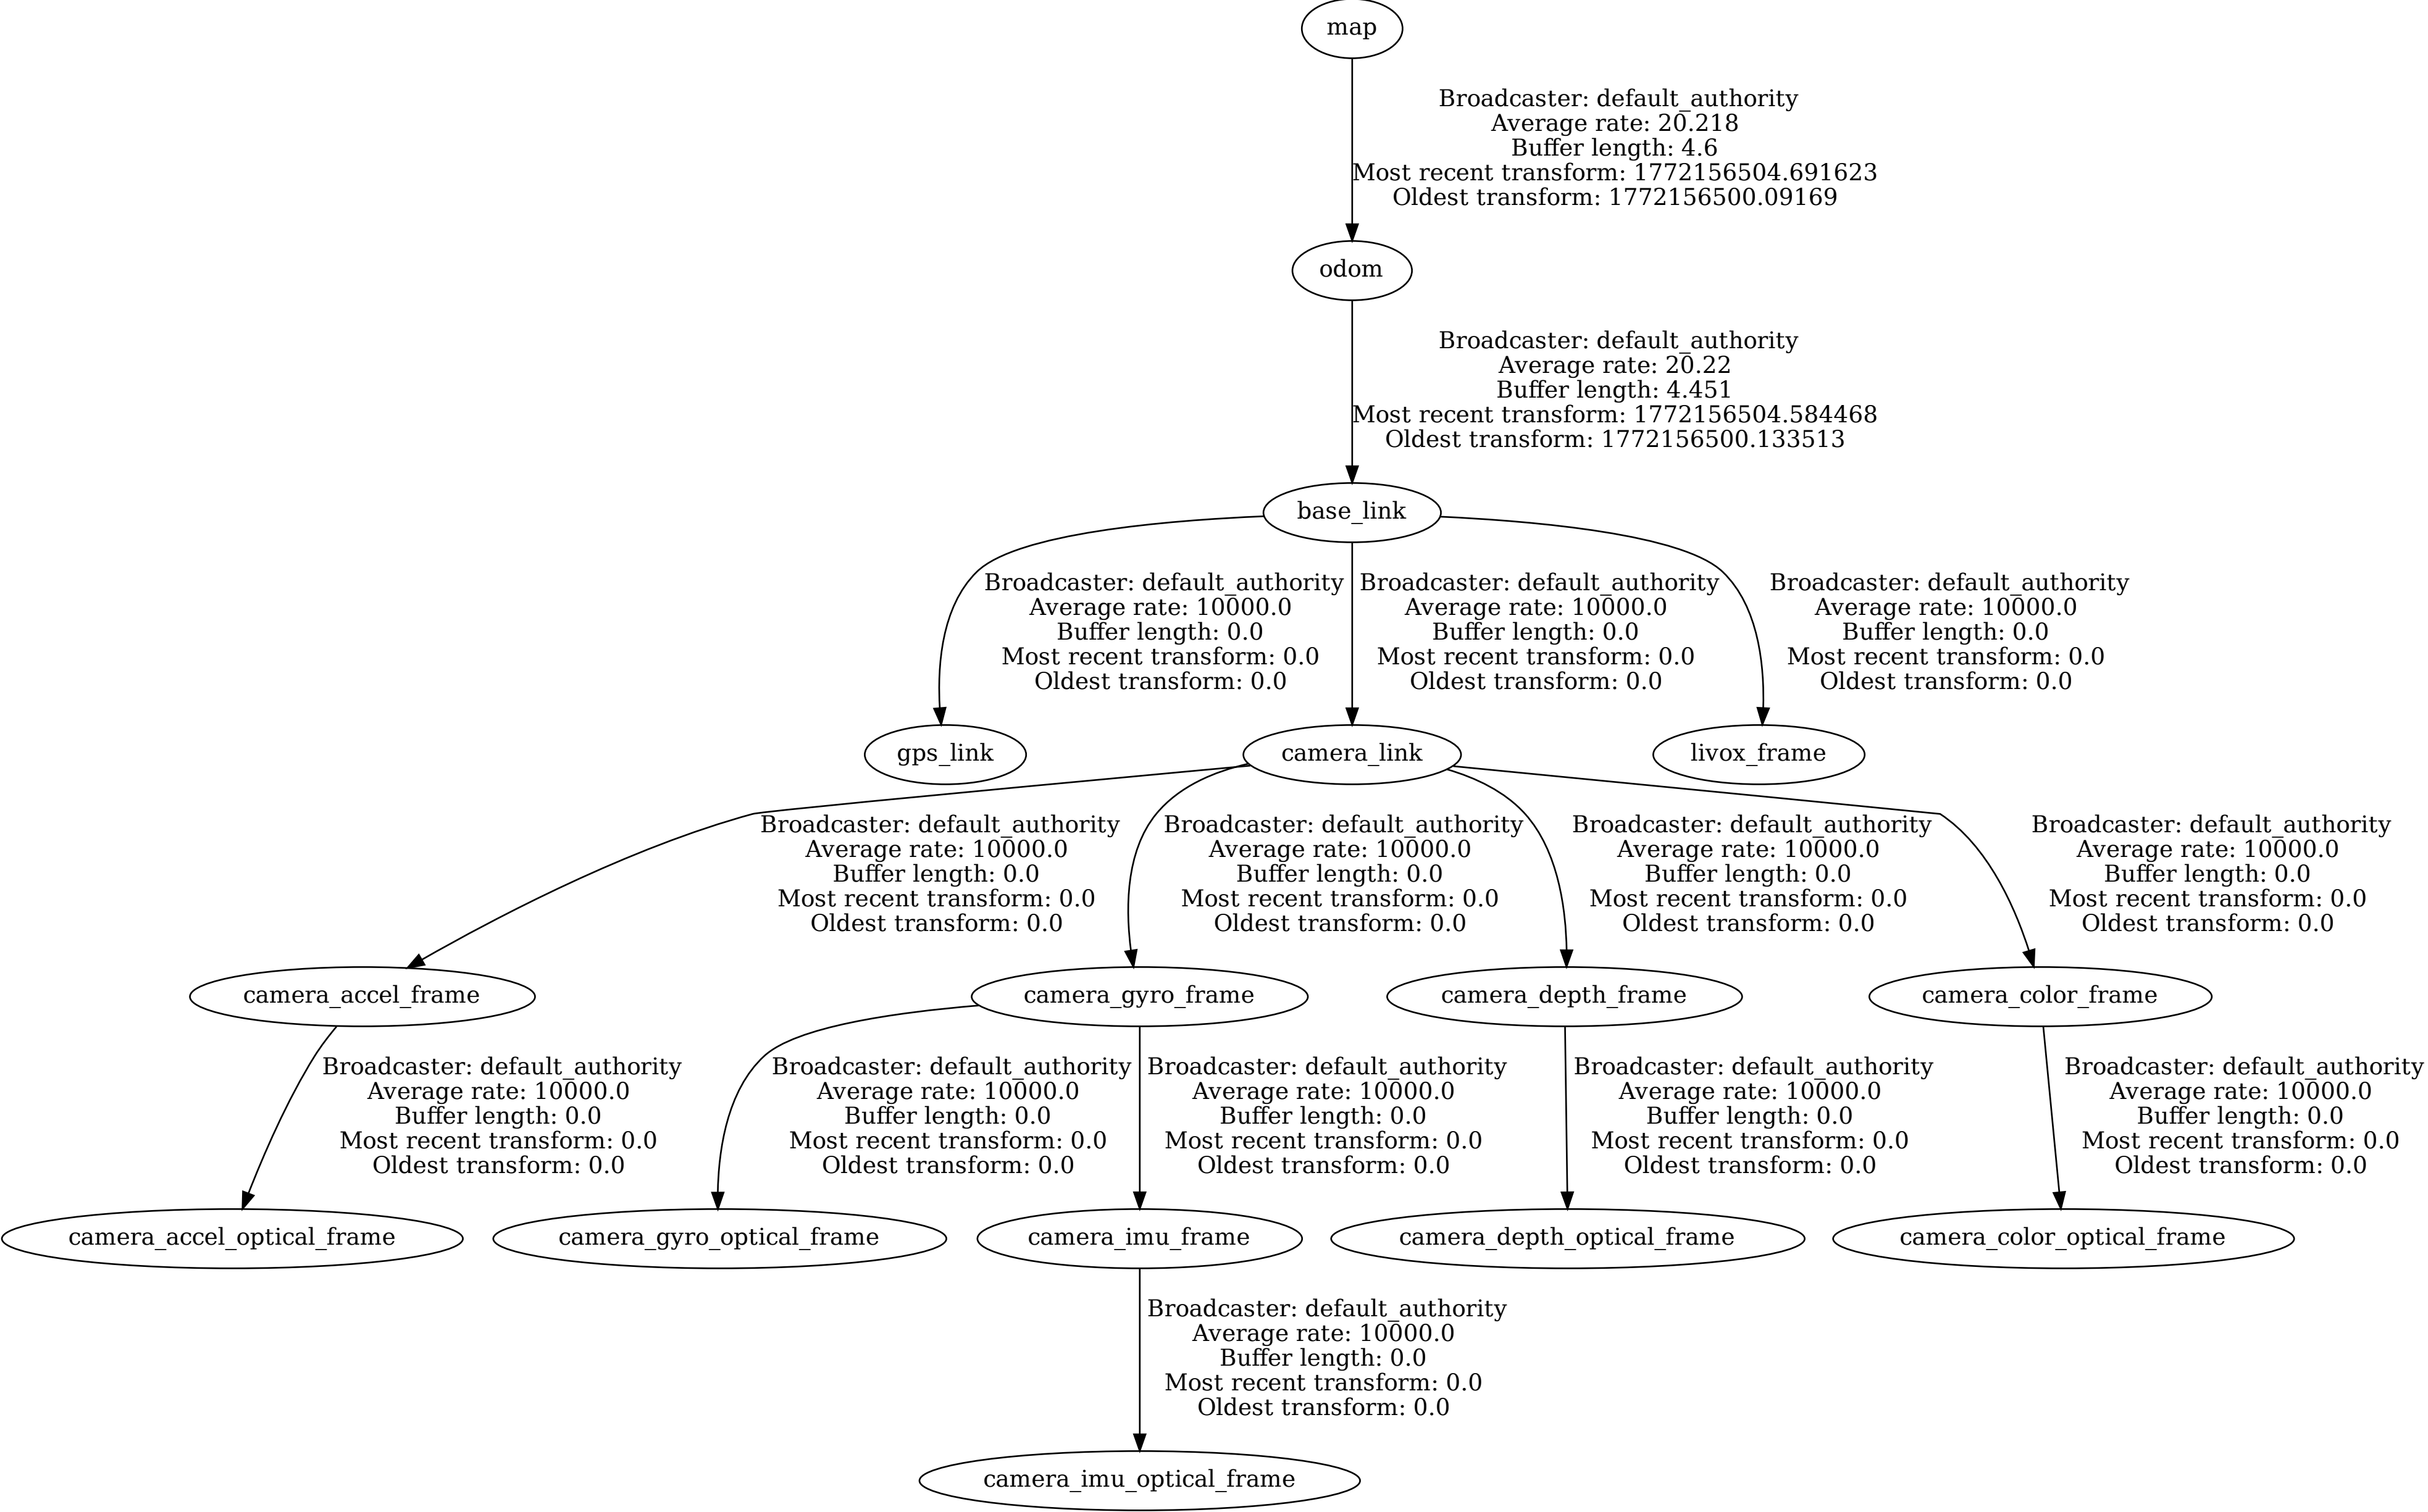 map
Broadcaster: default_authority
Average rate: 20.218
Buffer length: 4.6
Most recent transform: 1772156504.691623
Oldest transform: 1772156500.09169
odom
Broadcaster: default_authority
Average rate: 20.22
Buffer length: 4.451
Most recent transform: 1772156504.584468
Oldest transform: 1772156500.133513
base_link
Broadcaster: default_authority
Average rate: 10000.0
Buffer length: 0.0
Most recent transform: 0.0
Oldest transform: 0.0
Broadcaster: default_authority
Average rate: 10000.0
Buffer length: 0.0
Most recent transform: 0.0
Oldest transform: 0.0
Broadcaster: default_authority
Average rate: 10000.0
Buffer length: 0.0
Most recent transform: 0.0
Oldest transform: 0.0
gps_link
camera_link
livox_frame
Broadcaster: default_authority
Average rate: 10000.0
Buffer length: 0.0
Most recent transform: 0.0
Oldest transform: 0.0
Broadcaster: default_authority
Average rate: 10000.0
Buffer length: 0.0
Most recent transform: 0.0
Oldest transform: 0.0
Broadcaster: default_authority
Average rate: 10000.0
Buffer length: 0.0
Most recent transform: 0.0
Oldest transform: 0.0
Broadcaster: default_authority
Average rate: 10000.0
Buffer length: 0.0
Most recent transform: 0.0
Oldest transform: 0.0
camera_accel_frame
camera_gyro_frame
camera_depth_frame
camera_color_frame
Broadcaster: default_authority
Average rate: 10000.0
Buffer length: 0.0
Most recent transform: 0.0
Oldest transform: 0.0
Broadcaster: default_authority
Average rate: 10000.0
Buffer length: 0.0
Most recent transform: 0.0
Oldest transform: 0.0
Broadcaster: default_authority
Average rate: 10000.0
Buffer length: 0.0
Most recent transform: 0.0
Oldest transform: 0.0
Broadcaster: default_authority
Average rate: 10000.0
Buffer length: 0.0
Most recent transform: 0.0
Oldest transform: 0.0
Broadcaster: default_authority
Average rate: 10000.0
Buffer length: 0.0
Most recent transform: 0.0
Oldest transform: 0.0
camera_accel_optical_frame
camera_gyro_optical_frame
camera_imu_frame
camera_depth_optical_frame
camera_color_optical_frame
Broadcaster: default_authority
Average rate: 10000.0
Buffer length: 0.0
Most recent transform: 0.0
Oldest transform: 0.0
camera_imu_optical_frame